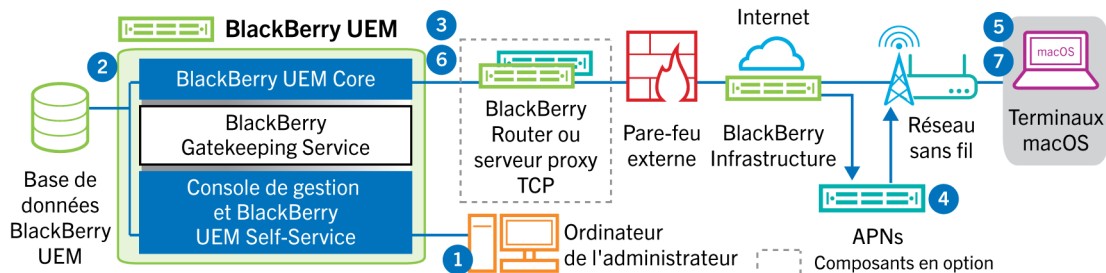 BlackBerry UEM
3
Internet
5
macOS
2
6
7
BlackBerry UEM Core
BlackBerry
Gatekeeping Service
Console de gestion
et BlackBerry
UEM Self-Service
Base de
données
BlackBerry
UEM
BlackBerry
Router ou
serveur proxy
TCP
Pare-feu
externe
BlackBerry
Infrastructure
Réseau
sans fil
Terminaux
macOS
4
APNs
1
Ordinateur
de l'administrateur
Composants en option